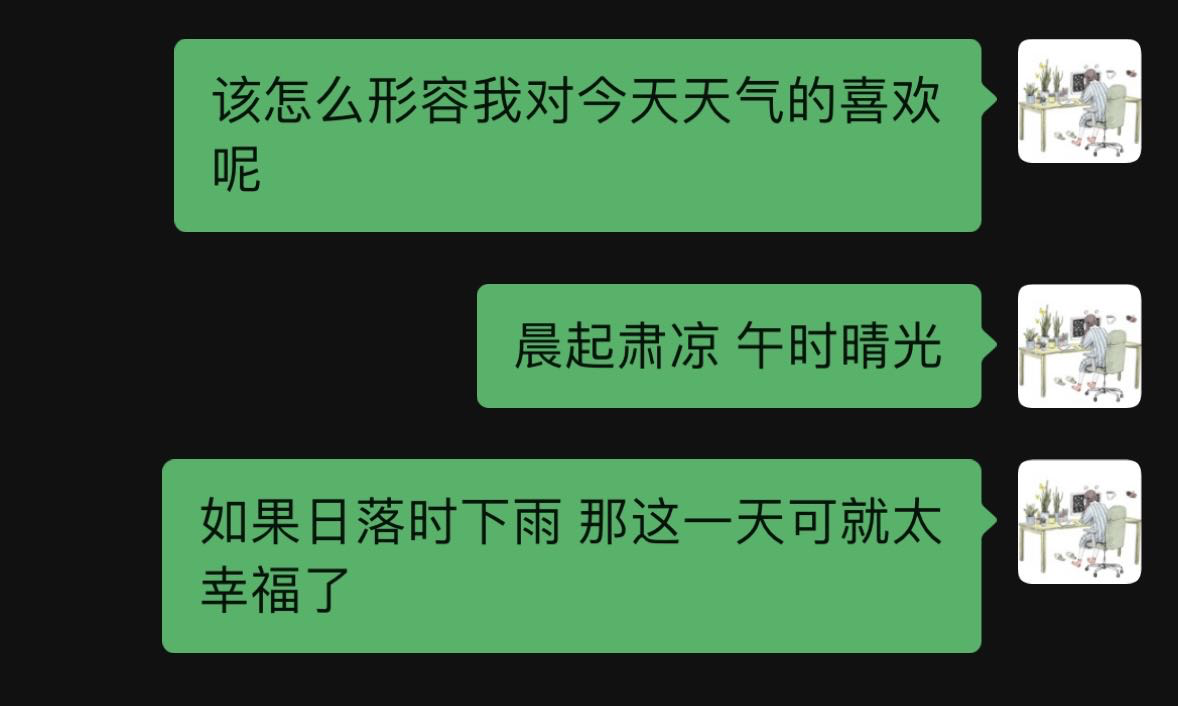 该怎么形容我对今天天气的喜欢
呢
晨起肃凉 午时晴光
如果日落时下雨 那这一天可就太
幸福了